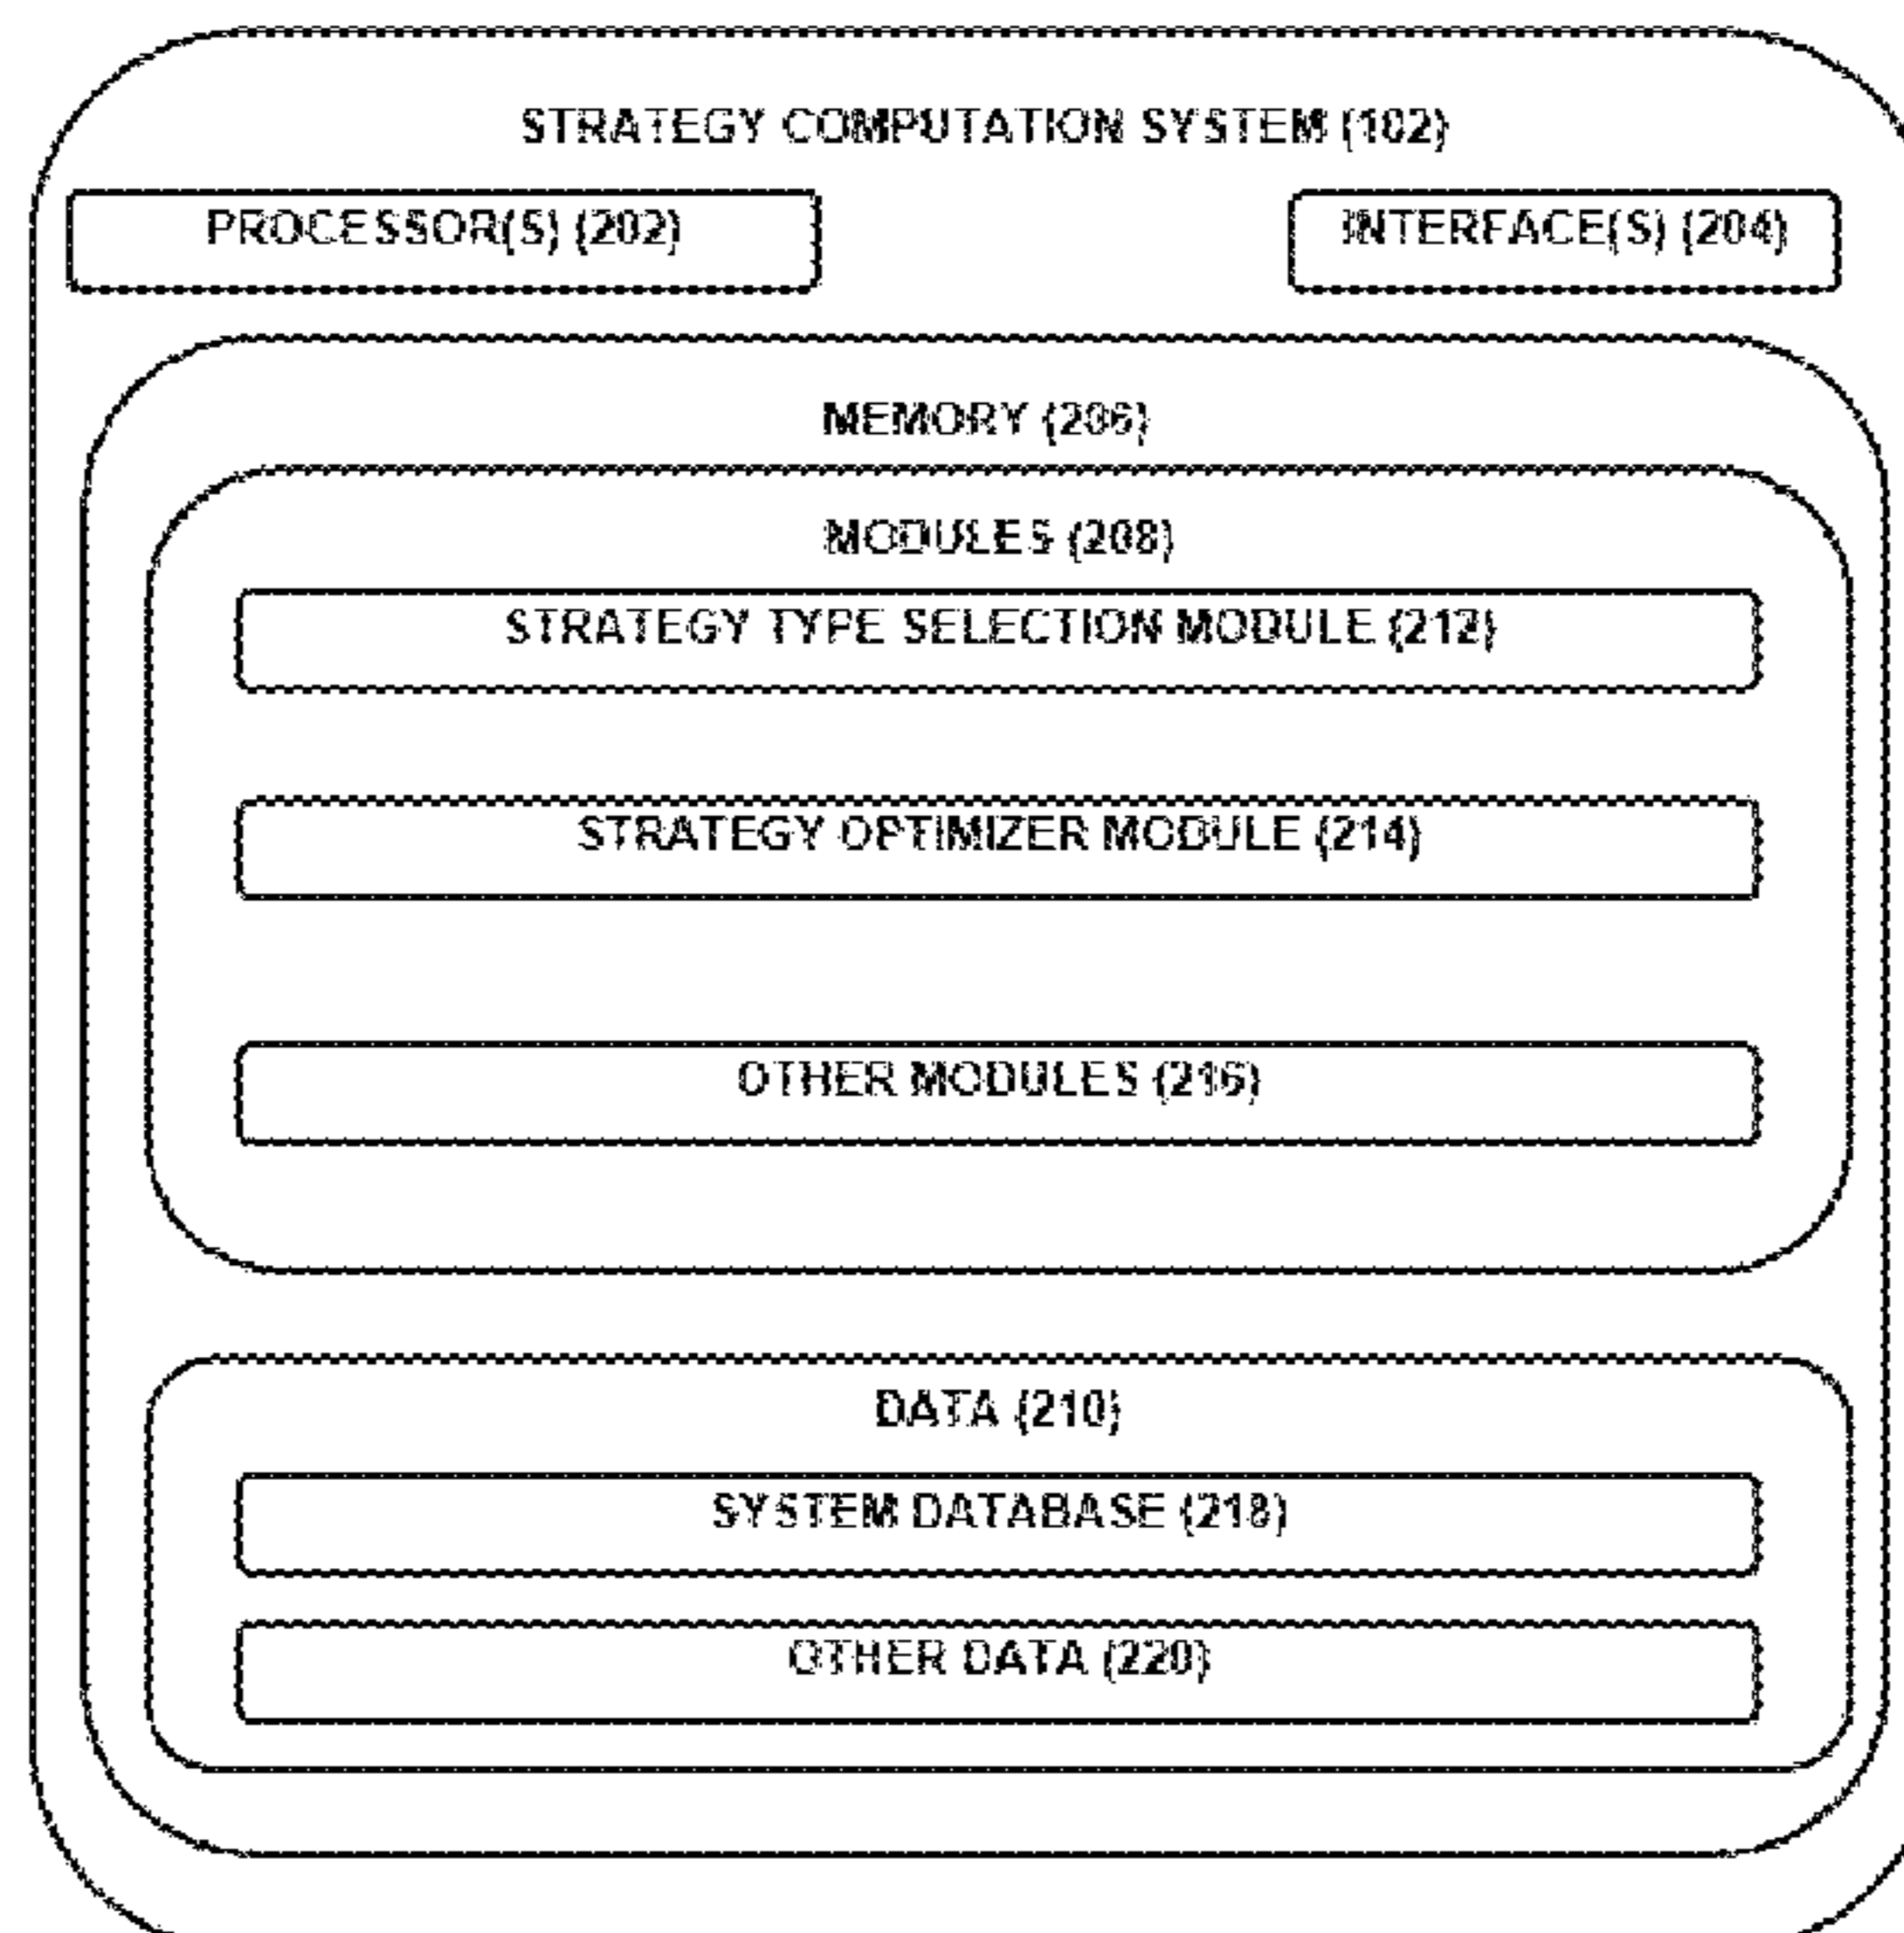 STRATEGY COMPUTATION SYSTEM (102)
PROCESSOR(S) (202)
INTERFACE(S) (204)
MEMORY (206)
MODULES (208)
STRATEGY TYPE SELECTION MODULE (212)
STRATEGY OPTIMIZER MODULE (214)
OTHER MODULES (216)
DATA (210)
SYSTEM DATABASE (218)
OTHER DATA (220)